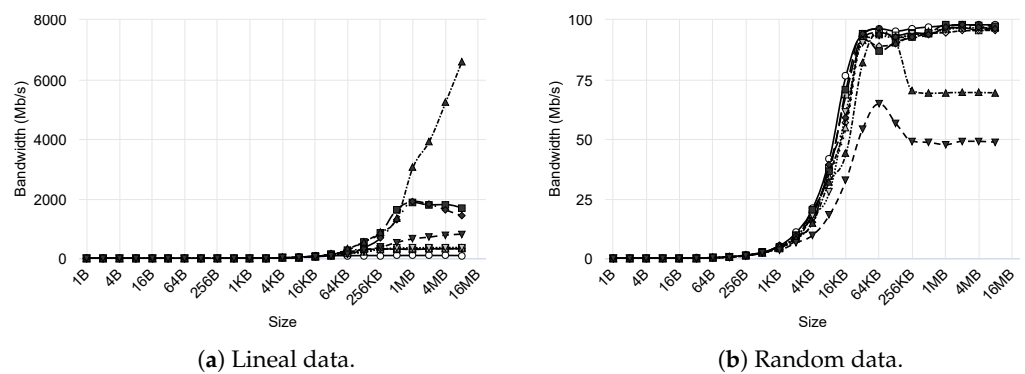 8000
6000
4000
2000
0
Bandwidth (Mb/s)
1B
4B
16B
64B
256B
1KB
4KB
16KB
64KB
256KB
1MB
4MB
16MB
Size
(a) Lineal data.
100
75
50
25
0
Bandwidth (Mb/s)
1B
4B
16B
64B
256B
1KB
4KB
16KB
64KB
256KB
1MB
4MB
16MB
Size
(b) Random data.